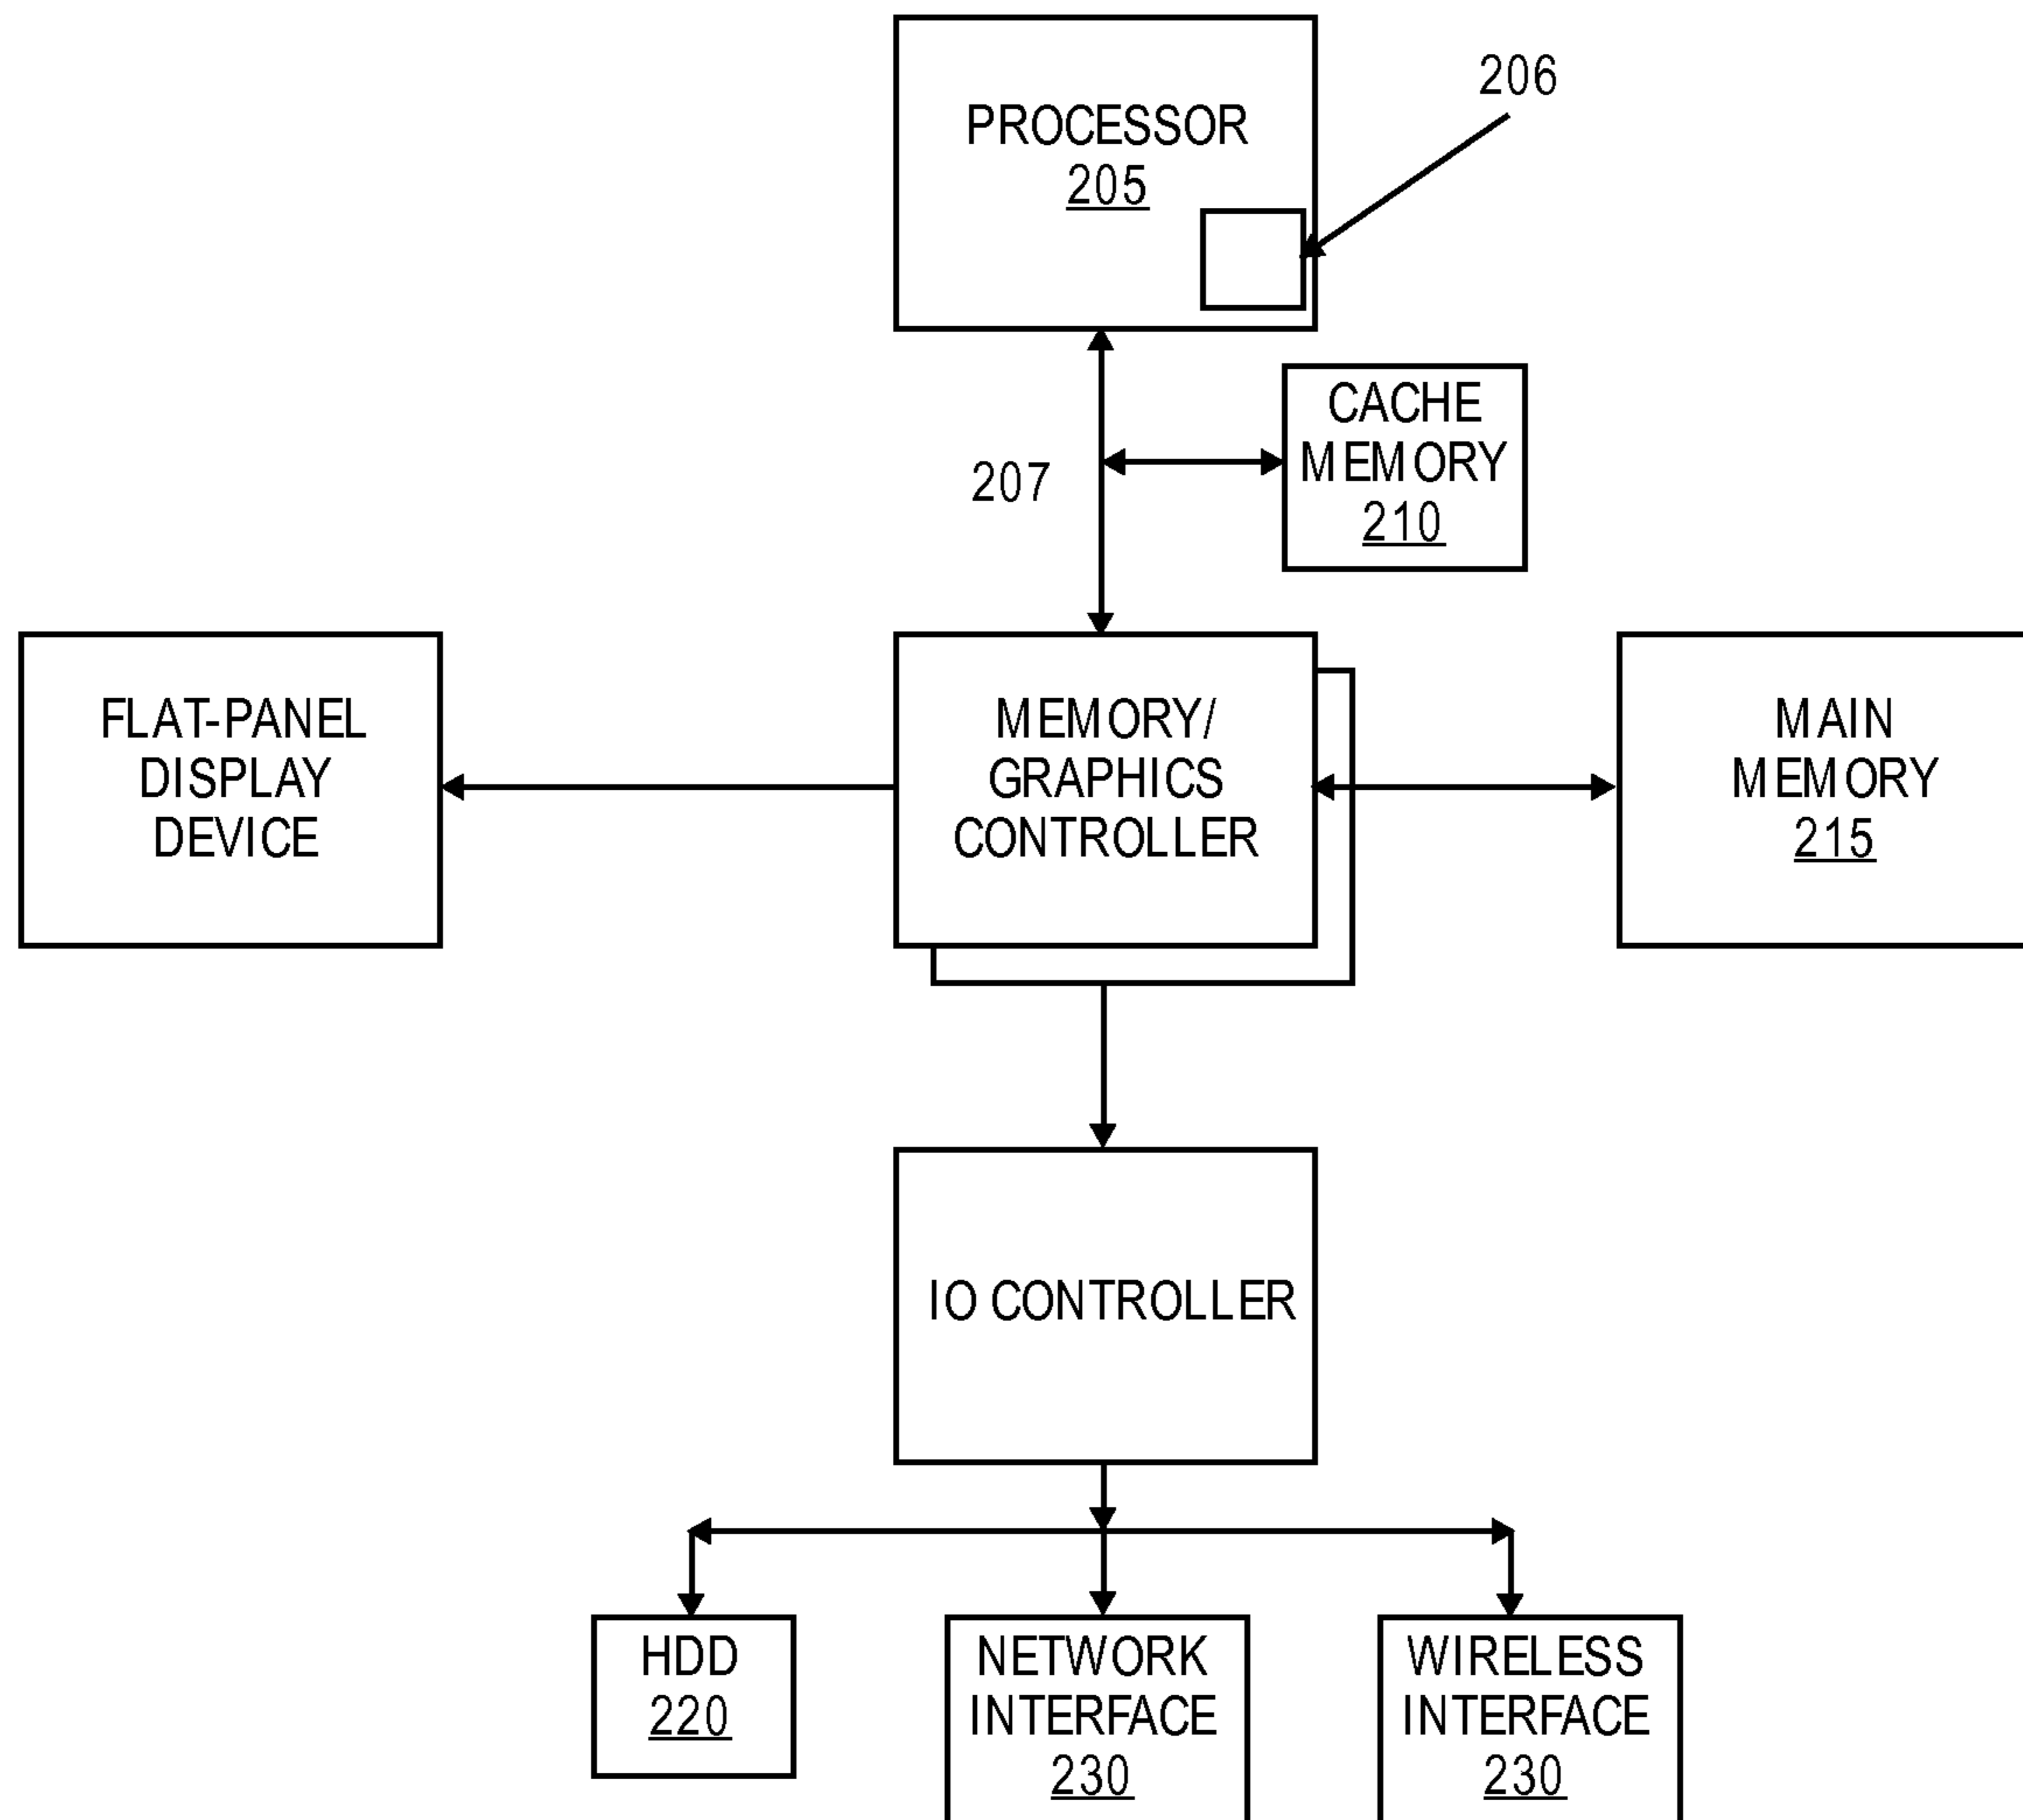 PROCESSOR
205
206
CACHE
MEMORY
210
207
FLAT-PANEL
DISPLAY
DEVICE
MEMORY/
GRAPHICS
CONTROLLER
MAIN
MEMORY
215
IO CONTROLLER
HDD
220
NETWORK
INTERFACE
230
WIRELESS
INTERFACE
230